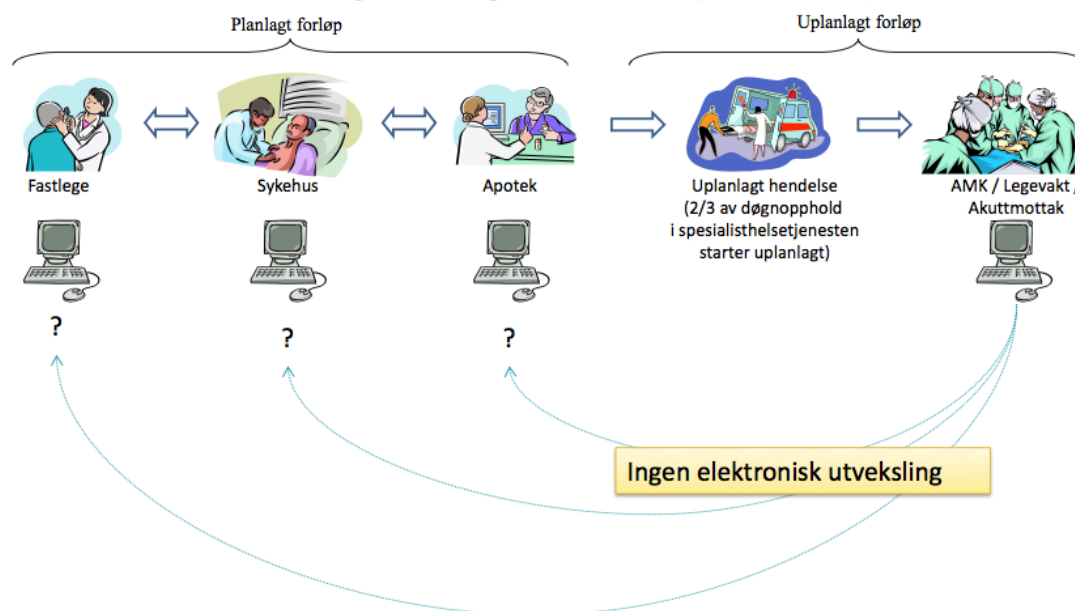 Planlagt forløp
Uplanlagt forløp
Fastlege
Sykehus
Apotek
Uplanlagt hendelse
(2/3 av døgnopphold
i spesialisthelsetjenesten
starter uplanlagt)
AMK / Legevakt /
Akuttmottak
?
?
?
Ingen elektronisk utveksling